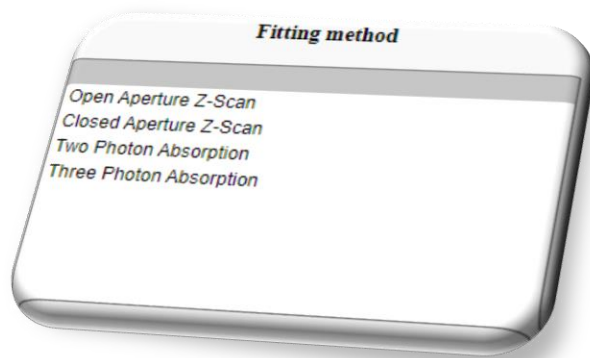 Fitting method
Open Aperture Z-Scan
Closed Aperture Z-Scan
Two Photon Absorption
Three Photon Absorption